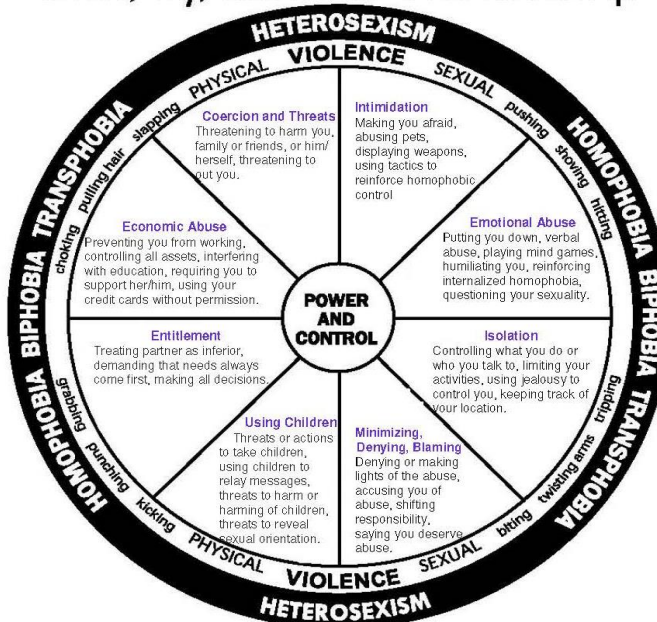 HETEROSEXISM
PHYSICAL VIOLENCE SEXUAL
slapping
pulling hair
choking
pushing
shoving
hitting
HOMOPHOBIA BIPHOBIA TRANSPHOBIA
HOMOPHOBIA BIPHOBIA TRANSPHOBIA
Coercion and Threats
Threatening to harm you,
family or friends, or him/
herself, threatening to
out you.
Intimidation
Making you afraid,
abusing pets,
displaying weapons,
using tactics to
reinforce homophobic
control
Economic Abuse
Preventing you from working,
controlling all assets, interfering
with education, requiring you to
support her/him, using your
credit cards without permission.
Emotional Abuse
Putting you down, verbal
abuse, playing mind games,
humiliating you, reinforcing
internalized homophobia,
questioning your sexuality.
POWER
AND
CONTROL
Entitlement
Treating partner as inferior,
demanding that needs always
come first, making all decisions.
Isolation
Controlling what you do or
who you talk to, limiting your
activities, using jealousy to
control you, keeping track of
your location.
Using Children
Threats or actions
to take children,
using children to
relay messages,
threats to harm or
harming of children,
threats to reveal
sexual orientation.
Minimizing,
Denying, Blaming
Denying or making
lights of the abuse,
accusing you of
abuse, shifting
responsibility,
saying you deserve
abuse.
grabbing
punching
kicking
tripping
twisting arms
biting
PHYSICAL VIOLENCE SEXUAL
HETEROSEXISM